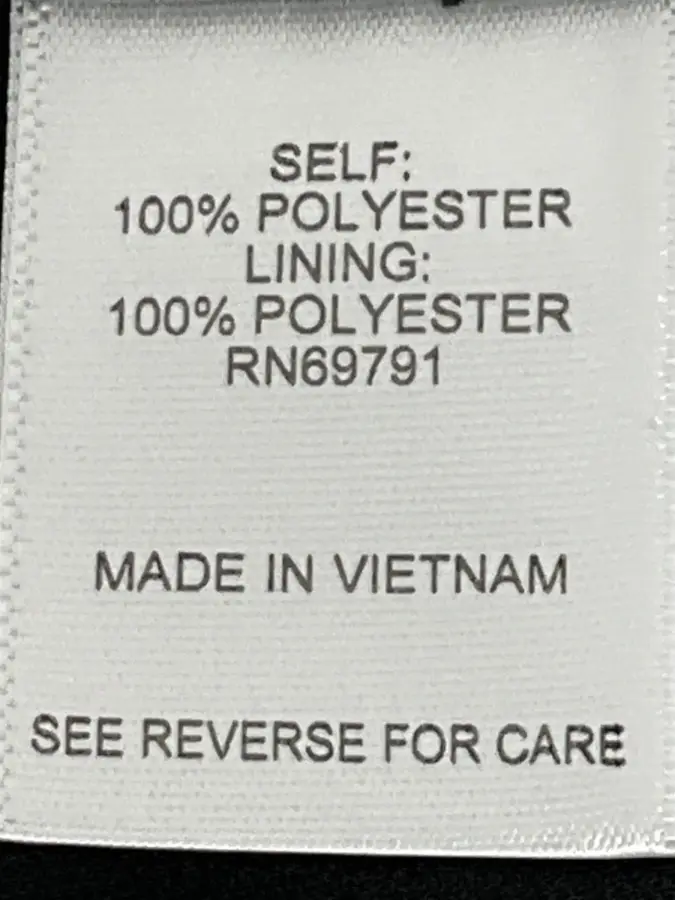 SELF:
100% POLYESTER
LINING:
100% POLYESTER
RN69791
MADE IN VIETNAM
SEE REVERSE FOR CARE